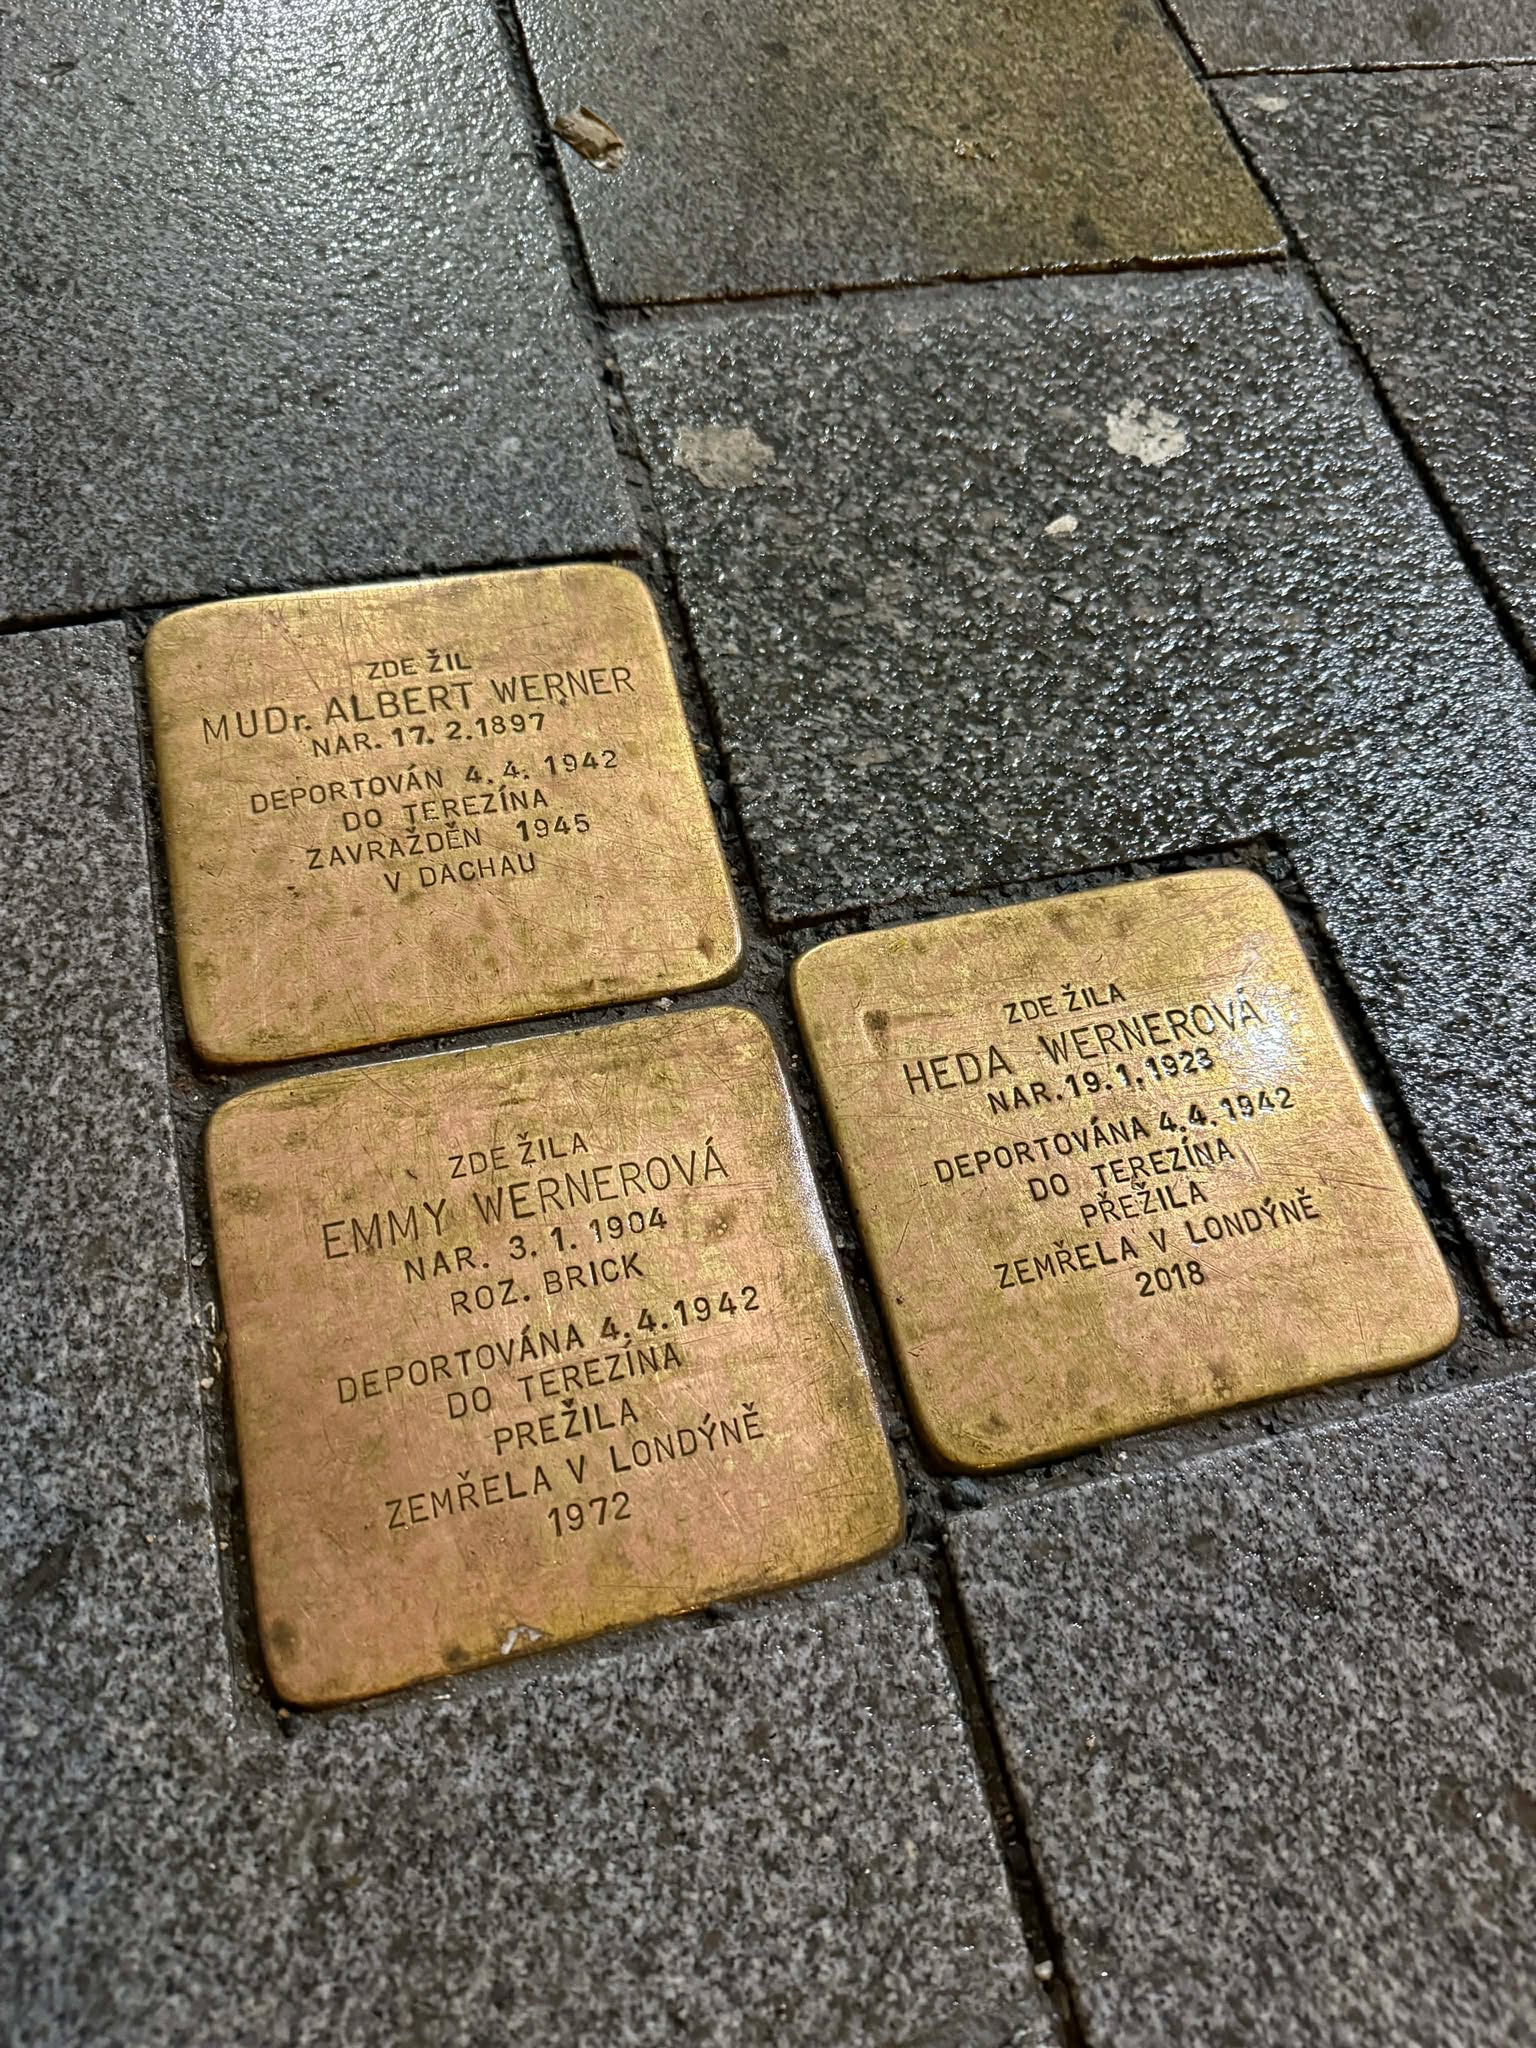 ZDE ŽIL
MUDr. ALBERT WERNER
NAR. 17. 2. 1897
DEPORTOVÁN 4. 4. 1942
DO TEREZÍNA
ZAVRAŽDĚN 1945
V DACHAU
ZDE ŽILA
EMMY WERNEROVÁ
NAR. 3. 1. 1904
ROZ. BRICK
DEPORTOVÁNA 4. 4. 1942
DO TEREZÍNA
PREŽILA
ZEMŘELA V LONDÝNĚ
1972
ZDE ŽILA
HEDA WERNEROVÁ
NAR. 19. 1. 1923
DEPORTOVÁNA 4. 4. 1942
DO TEREZÍNA
PŘEŽILA
ZEMŘELA V LONDÝNĚ
2018